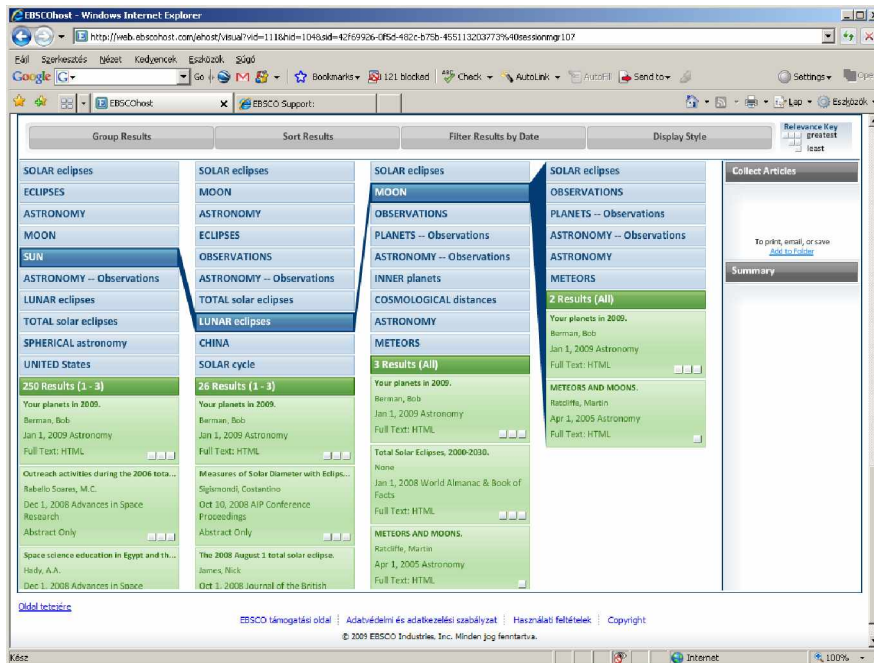 EBSCOhost - Windows Internet Explorer
http://web.ebscohost.com/ehost/visual?vid=111&hid=104&sid=42f69926-0f5d-482c-b75b-455113203773%40sessionmgr107
Fájl Szerkesztés Nézet Kedvencek Eszközök Súgó
Google G Go Bookmarks 121 blocked Check AutoLink AutoFill Send to Settings
EBSCOhost EBSCO Support: Lap Eszközök
Group Results Sort Results Filter Results by Date Display Style
Relevance Key
greatest
least
SOLAR eclipses
ECLIPSES
ASTRONOMY
MOON
SUN
ASTRONOMY -- Observations
LUNAR eclipses
TOTAL solar eclipses
SPHERICAL astronomy
UNITED States
250 Results (1 - 3)
Your planets in 2009.
Berman, Bob
Jan 1, 2009 Astronomy
Full Text: HTML
Outreach activities during the 2006 tota...
Rabello Soares, M.C.
Dec 1, 2008 Advances in Space
Research
Abstract Only
Space science education in Egypt and th...
Hady, A.A.
Dec 1, 2008 Advances in Space
SOLAR eclipses
MOON
ASTRONOMY
ECLIPSES
OBSERVATIONS
ASTRONOMY -- Observations
TOTAL solar eclipses
LUNAR eclipses
CHINA
SOLAR cycle
26 Results (1 - 3)
Your planets in 2009.
Berman, Bob
Jan 1, 2009 Astronomy
Full Text: HTML
Measures of Solar Diameter with Eclips...
Sigismondi, Costantino
Oct 10, 2008 AIP Conference
Proceedings
Abstract Only
The 2008 August 1 total solar eclipse.
James, Nick
Oct 1, 2008 Journal of the British
SOLAR eclipses
MOON
OBSERVATIONS
PLANETS -- Observations
ASTRONOMY -- Observations
INNER planets
COSMOLOGICAL distances
ASTRONOMY
METEORS
3 Results (All)
Your planets in 2009.
Berman, Bob
Jan 1, 2009 Astronomy
Full Text: HTML
Total Solar Eclipses, 2000-2030.
None
Jan 1, 2008 World Almanac & Book of
Facts
Full Text: HTML
METEORS AND MOONS.
Ratcliffe, Martin
Apr 1, 2005 Astronomy
Full Text: HTML
SOLAR eclipses
OBSERVATIONS
PLANETS -- Observations
ASTRONOMY -- Observations
ASTRONOMY
METEORS
2 Results (All)
Your planets in 2009.
Berman, Bob
Jan 1, 2009 Astronomy
Full Text: HTML
METEORS AND MOONS.
Ratcliffe, Martin
Apr 1, 2005 Astronomy
Full Text: HTML
Collect Articles
To print, email, or save
Add to Folder
Summary
Oldal tetejére
EBSCO támogatási oldal Adatvédelmi és adatkezelési szabályzat Használati feltételek Copyright
© 2009 EBSCO Industries, Inc. Minden jog fenntartva.
Kész Internet 100%